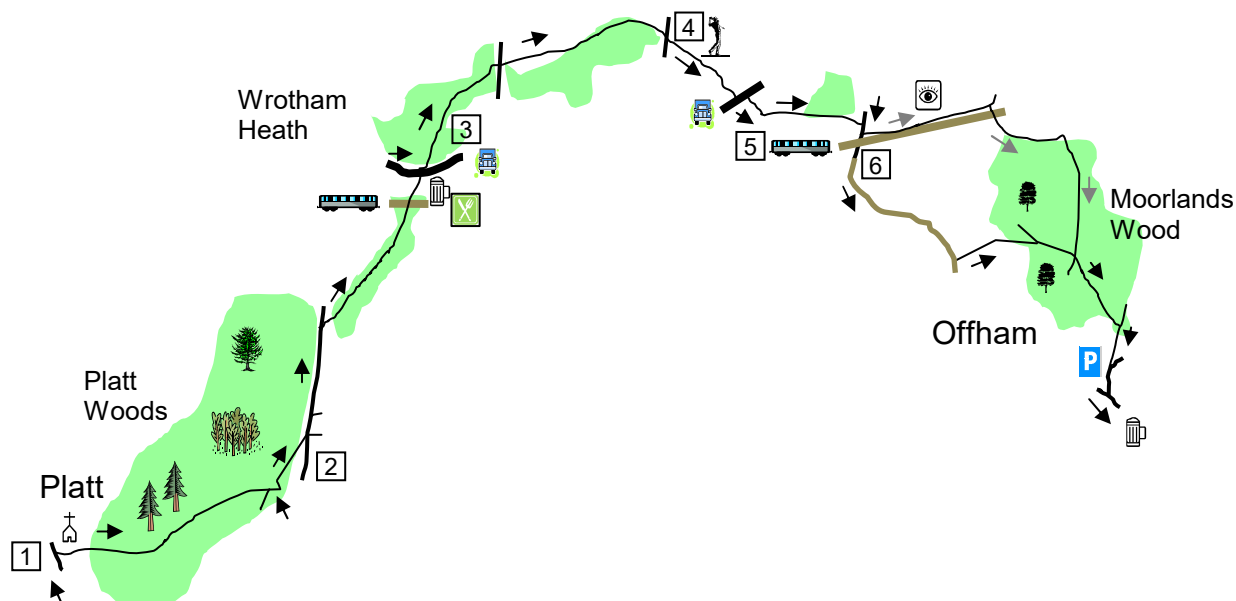 4
Wrotham
Heath
3
5
6
Moorlands
Wood
Offham
P
Platt
Woods
2
Platt
1